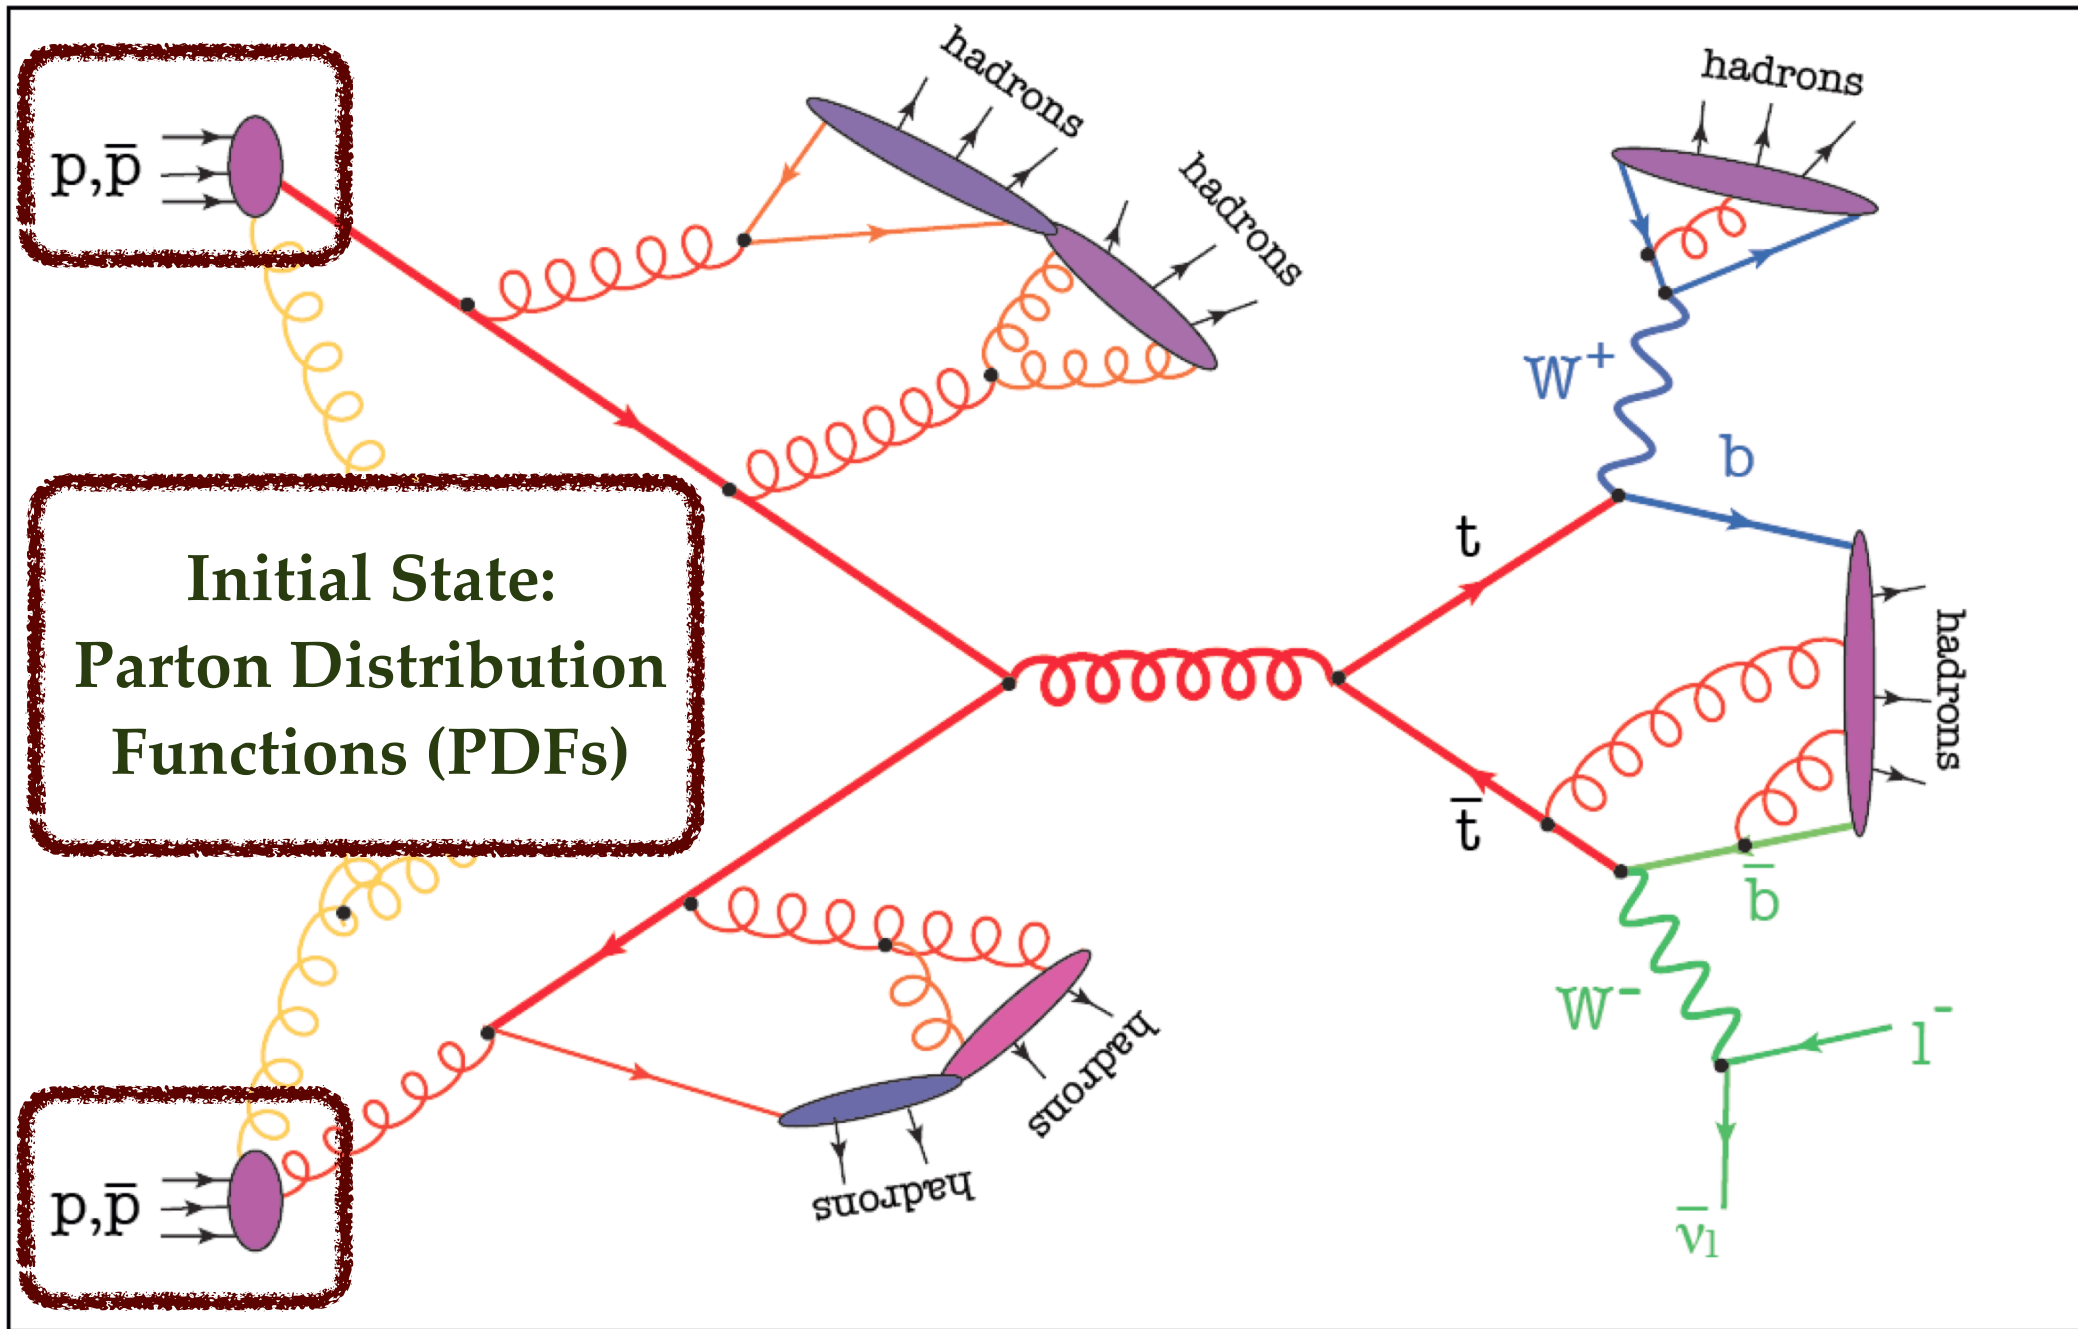 p,p̅
hadrons
hadrons
hadrons
W⁺
b
t
Initial State:
Parton Distribution
Functions (PDFs)
hadrons
t̅
b̅
W⁻
l⁻
hadrons
hadrons
p,p̅
ν̅ₗ